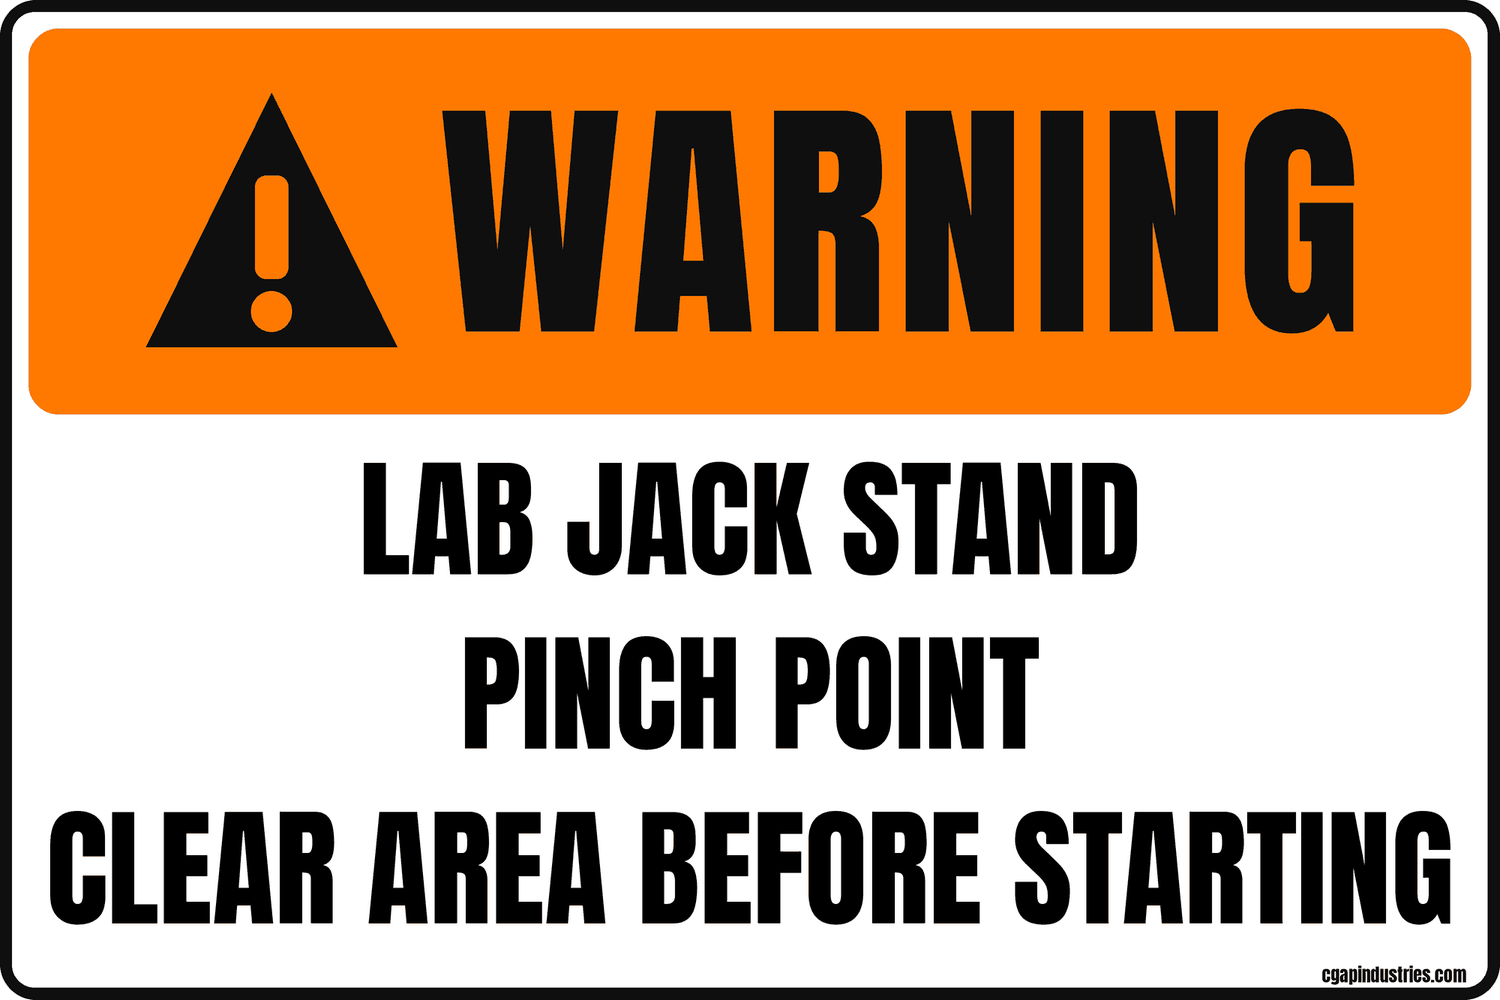 WARNING
LAB JACK STAND
PINCH POINT
CLEAR AREA BEFORE STARTING
cgapindustries.com